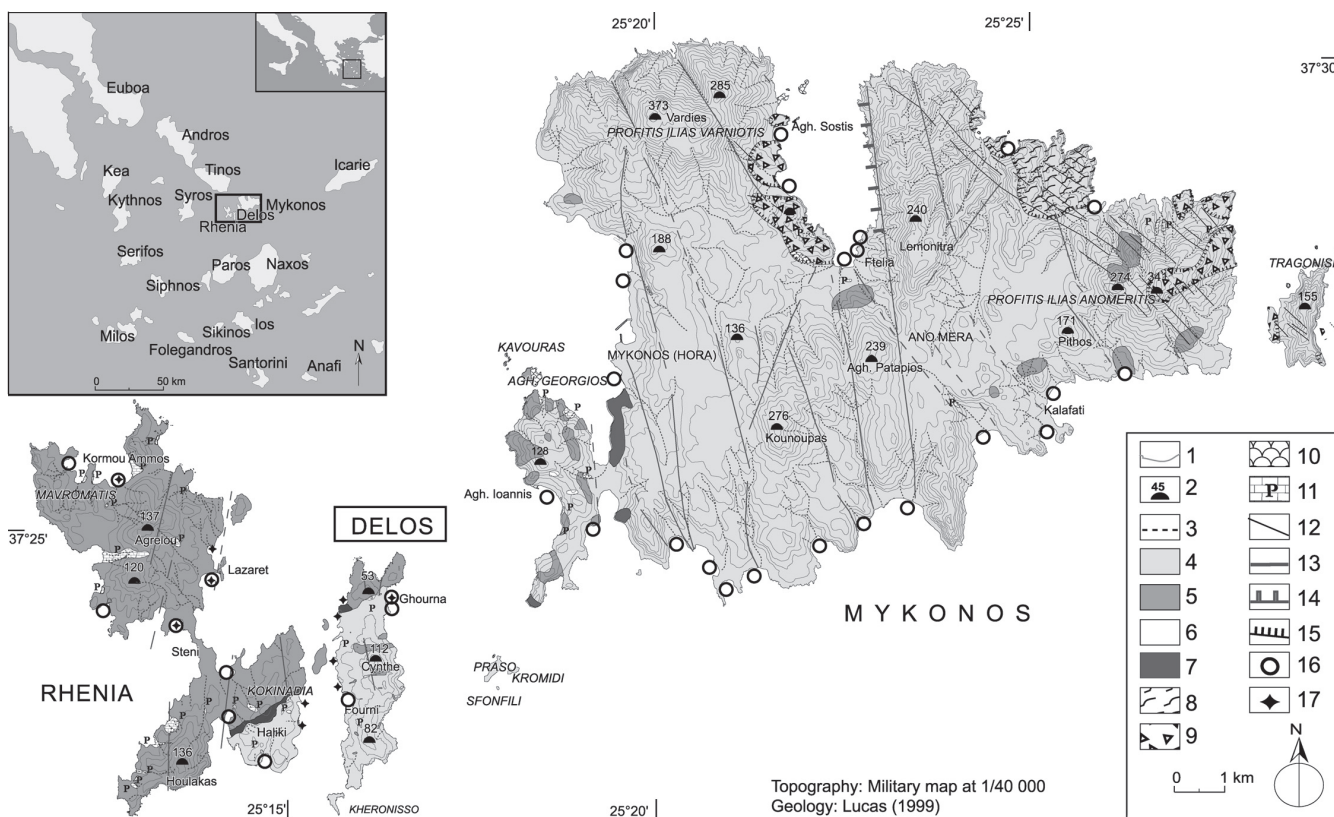 Euboa
Andros
Tinos
Icarie
Kea
Kythnos
Syros
Mykonos
Delos
Rhenia
Serifos
Paros
Naxos
Siphnos
Milos
Sikinos
Ios
Folegandros
Santorini
Anafi
N
0 50 km
25°20'
25°25'
37°30'
285
373
Vardies
PROFITIS ILIAS VARNIOTIS
Agh. Sostis
P
240
Lemonitra
188
Ftelia
P
P
P
274
341
PROFITIS ILIAS ANOMERITIS
TRAGONISI
155
136
MYKONOS (HORA)
239
Agh. Patapios
ANO MERA
171
Pithos
KAVOURAS
AGH. GEORGIOS
P
P
P
Kalafati
276
Kounoupas
128
P
Agh. Ioannis
P
P
MYKONOS
PRASO
KROMIDI
SFONFILI
P
Kormou Ammos
P
P
P
P
MAVROMATIS
P
P
137
Agrelou
P
P
37°25'
120
Lazaret
P
Steni
RHENIA
KOKINADIA
P
P
P
P
P
P
Haliki
P
P
P
136
Houlakas
P
P
P
P
DELOS
53
Ghourna
P
P
112
Cynthe
P
Fourni
P
82
KHERONISSO
25°15'
25°20'
Topography: Military map at 1/40 000
Geology: Lucas (1999)
1
45 2
3
4
5
6
7
8
9
10
P 11
12
13
14
15
16
17
0 1 km
N